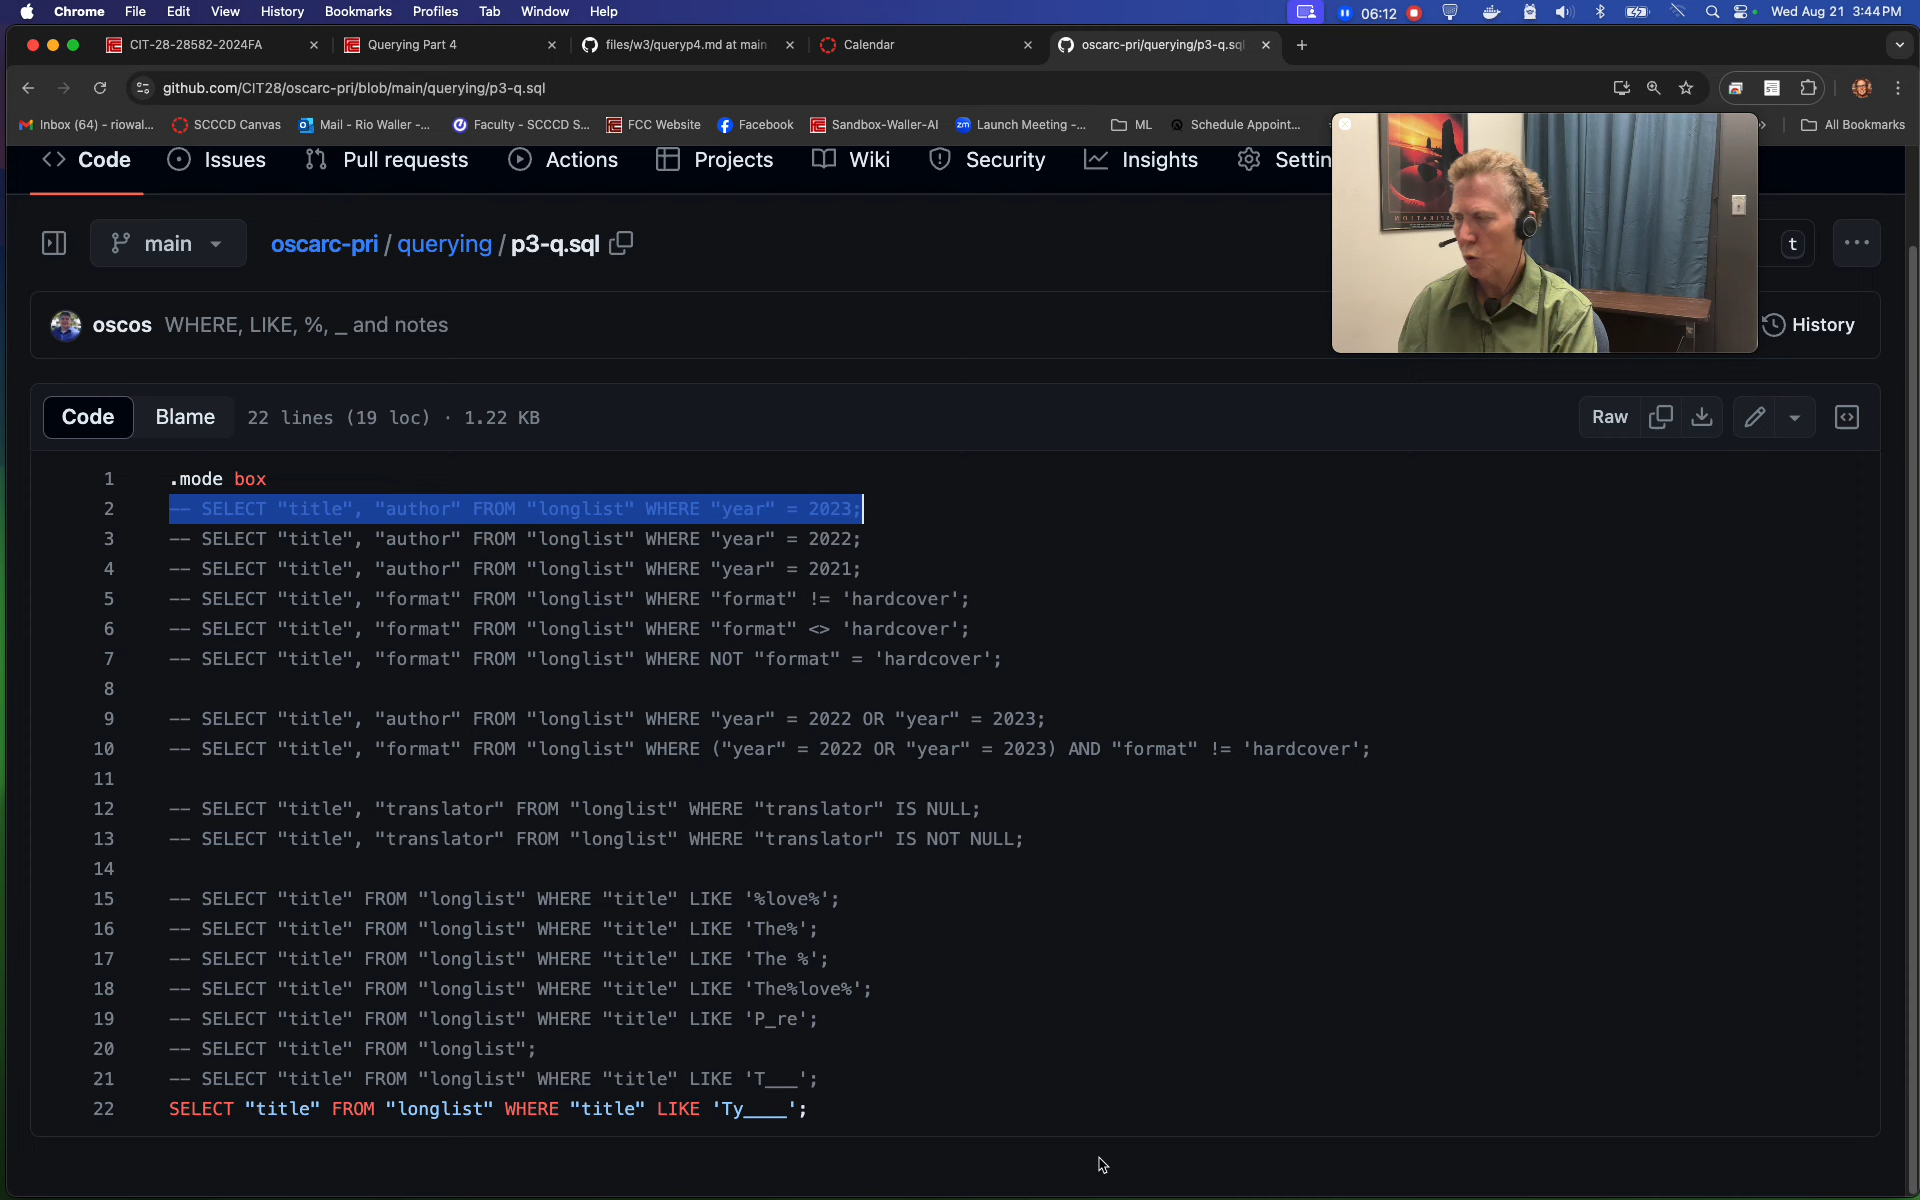 Chrome File Edit View History Bookmarks Profiles Tab Window Help 06:12 Wed Aug 21 3:44 PM
CIT-28-28582-2024FA Querying Part 4 files/w3/queryp4.md at main Calendar oscarc-pri/querying/p3-q.sql
github.com/CIT28/oscarc-pri/blob/main/querying/p3-q.sql
Inbox (64) - riowal... SCCCD Canvas Mail - Rio Waller -... Faculty - SCCCD S... FCC Website Facebook Sandbox-Waller-AI Launch Meeting -... ML Schedule Appoint... All Bookmarks
Code Issues Pull requests Actions Projects Wiki Security Insights Settin
main oscarc-pri / querying / p3-q.sql t
oscos WHERE, LIKE, %, _ and notes History
Code Blame 22 lines (19 loc) · 1.22 KB Raw
1 .mode box
2 -- SELECT "title", "author" FROM "longlist" WHERE "year" = 2023;
3 -- SELECT "title", "author" FROM "longlist" WHERE "year" = 2022;
4 -- SELECT "title", "author" FROM "longlist" WHERE "year" = 2021;
5 -- SELECT "title", "format" FROM "longlist" WHERE "format" != 'hardcover';
6 -- SELECT "title", "format" FROM "longlist" WHERE "format" <> 'hardcover';
7 -- SELECT "title", "format" FROM "longlist" WHERE NOT "format" = 'hardcover';
8
9 -- SELECT "title", "author" FROM "longlist" WHERE "year" = 2022 OR "year" = 2023;
10 -- SELECT "title", "format" FROM "longlist" WHERE ("year" = 2022 OR "year" = 2023) AND "format" != 'hardcover';
11
12 -- SELECT "title", "translator" FROM "longlist" WHERE "translator" IS NULL;
13 -- SELECT "title", "translator" FROM "longlist" WHERE "translator" IS NOT NULL;
14
15 -- SELECT "title" FROM "longlist" WHERE "title" LIKE '%love%';
16 -- SELECT "title" FROM "longlist" WHERE "title" LIKE 'The%';
17 -- SELECT "title" FROM "longlist" WHERE "title" LIKE 'The %';
18 -- SELECT "title" FROM "longlist" WHERE "title" LIKE 'The%love%';
19 -- SELECT "title" FROM "longlist" WHERE "title" LIKE 'P_re';
20 -- SELECT "title" FROM "longlist";
21 -- SELECT "title" FROM "longlist" WHERE "title" LIKE 'T___';
22 SELECT "title" FROM "longlist" WHERE "title" LIKE 'Ty____';